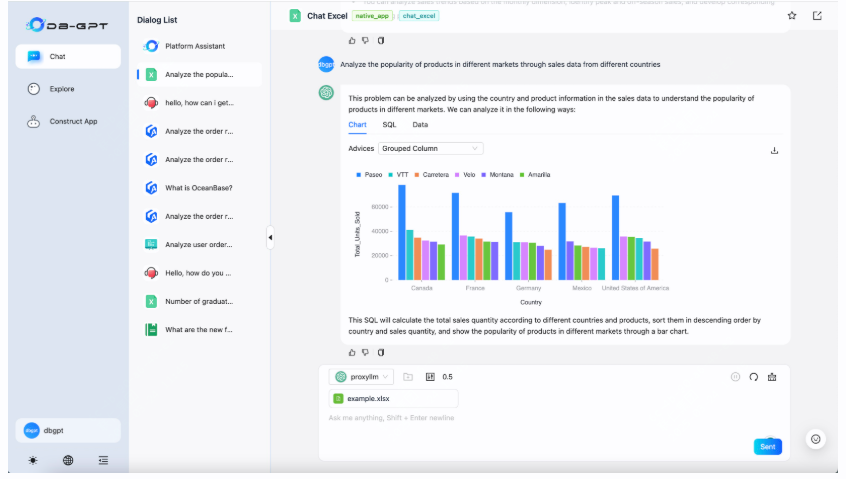 DB-GPT
Chat
Explore
Construct App
dbgpt
dbgpt
Dialog List
Platform Assistant
Analyze the popula...
hello, how can i get...
Analyze the order r...
Analyze the order r...
What is OceanBase?
Analyze the order r...
Analyze user order...
Hello, how do you ...
Number of graduat...
What are the new f...
Chat Excel native_app chat_excel
dbgpt Analyze the popularity of products in different markets through sales data from different countries
This problem can be analyzed by using the country and product information in the sales data to understand the popularity of
products in different markets. We can analyze it in the following ways:
Chart SQL Data
Advices Grouped Column
Paseo VTT Carretera Velo Montana Amarilla
Total_Units_Sold
60000
40000
20000
0
Canada France Germany Mexico United States of America
Country
This SQL will calculate the total sales quantity according to different countries and products, sort them in descending order by
country and sales quantity, and show the popularity of products in different markets through a bar chart.
proxyllm 0.5
example.xlsx
Ask me anything, Shift + Enter newline
Sent